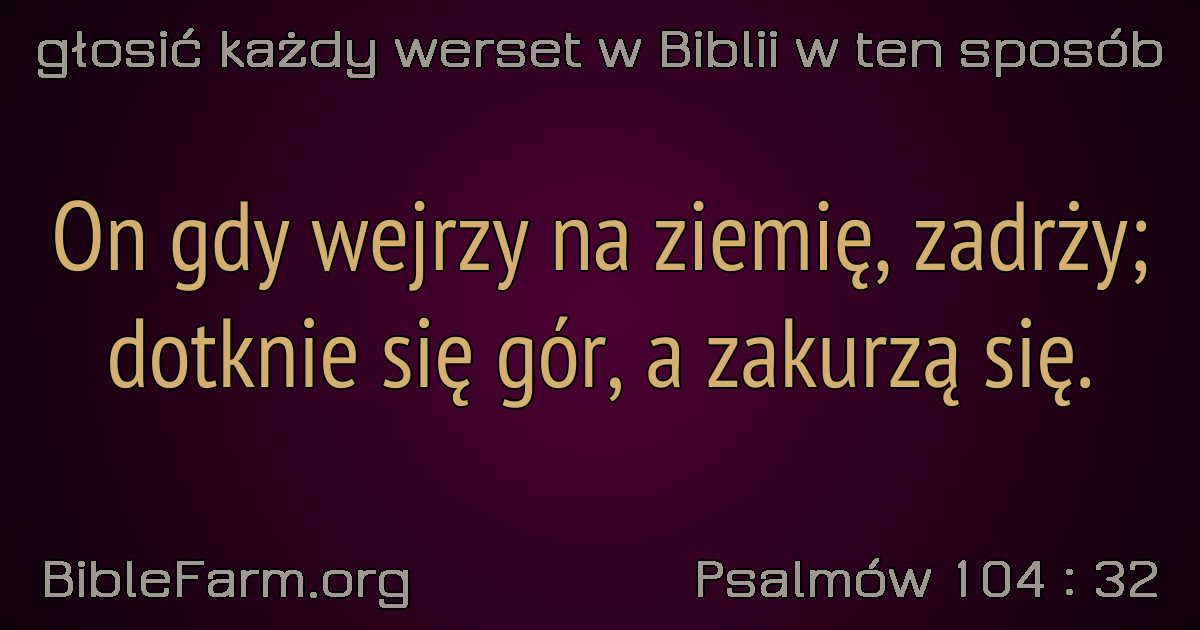 głosić każdy werset w Biblii w ten sposób
On gdy wejrzy na ziemię, zadrży;
dotknie się gór, a zakurzą się.
BibleFarm.org
Psalmów 104 : 32